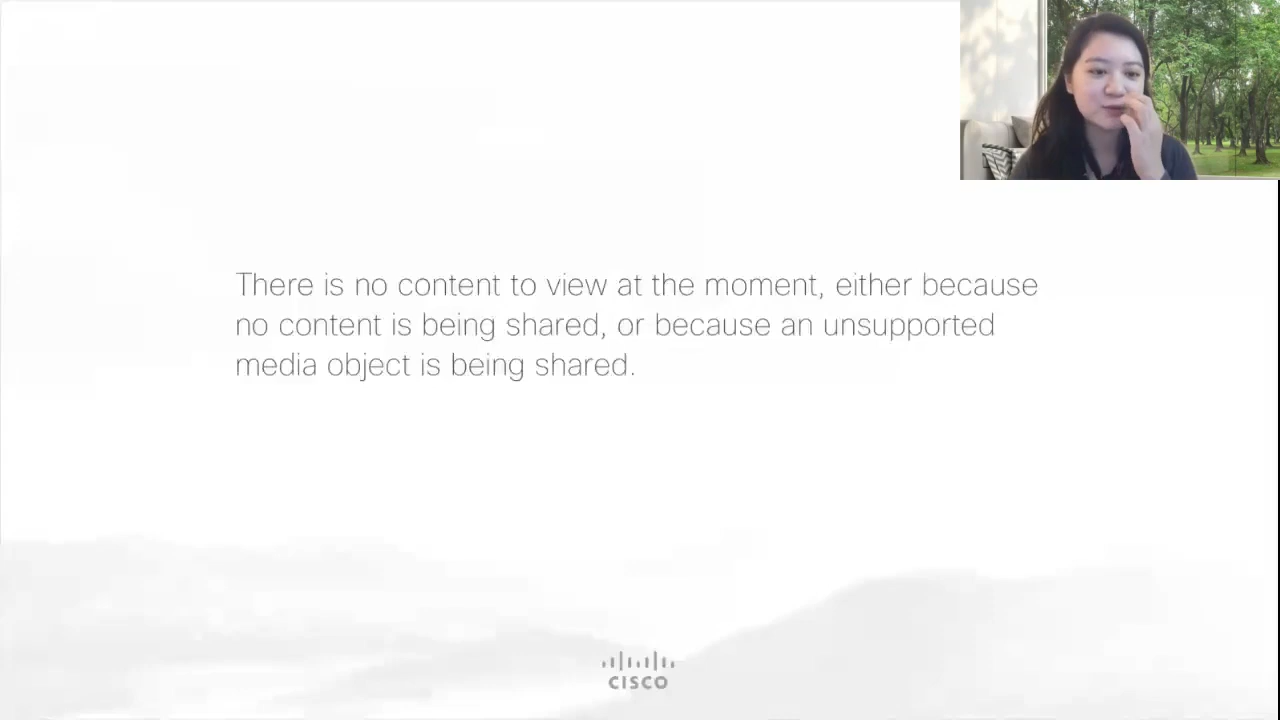 There is no content to view at the moment, either because
no content is being shared, or because an unsupported
media object is being shared.
CISCO